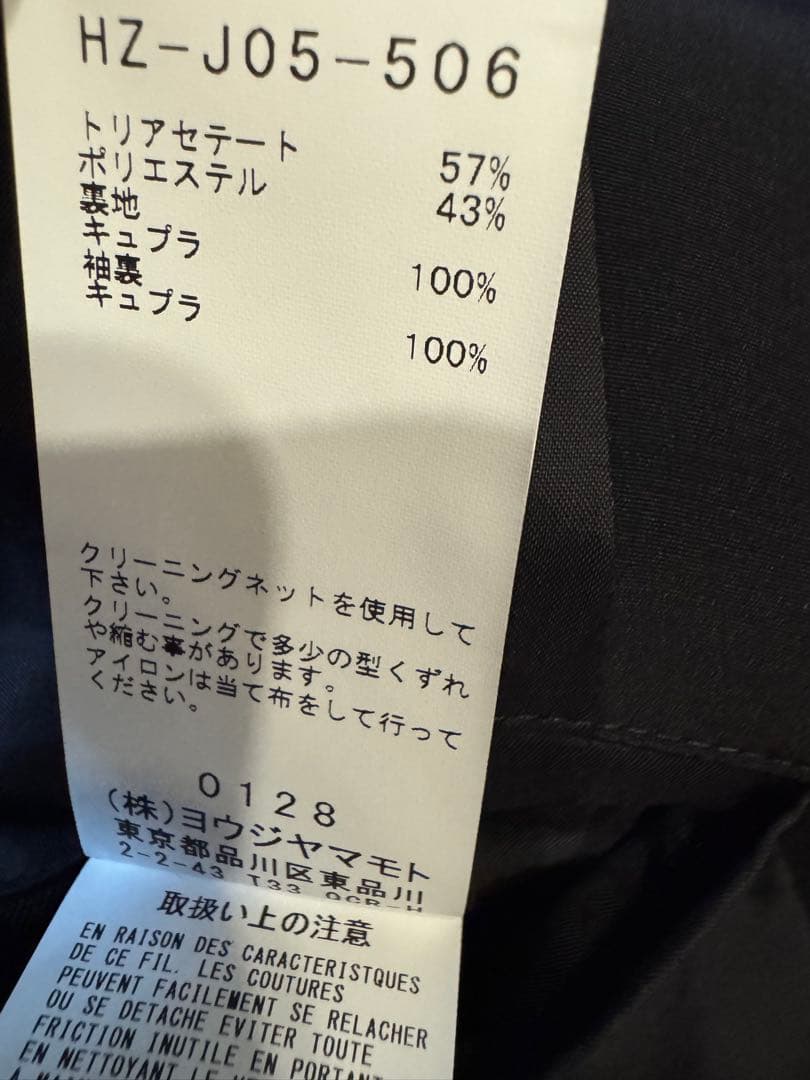 HZ-J05-506
トリアセテート 57%
ポリエステル 43%
裏地
キュプラ 100%
袖裏
キュプラ 100%
クリーニングネットを使用して
下さい。
クリーニングで多少の型くずれ
や縮む事があります。
アイロンは当て布をして行って
ください。
0128
(株)ヨウジヤマモト
東京都品川区東品川
2-2-43 T33
取扱い上の注意
EN RAISON DES CARACTERISTQUES
DE CE FIL. LES COUTURES
PEUVENT FACILEMENT SE RELACHER
OU SE DETACHE EVITER TOUTE
FRICTION INUTILE EN PORTANT
EN NETTOYANT LE